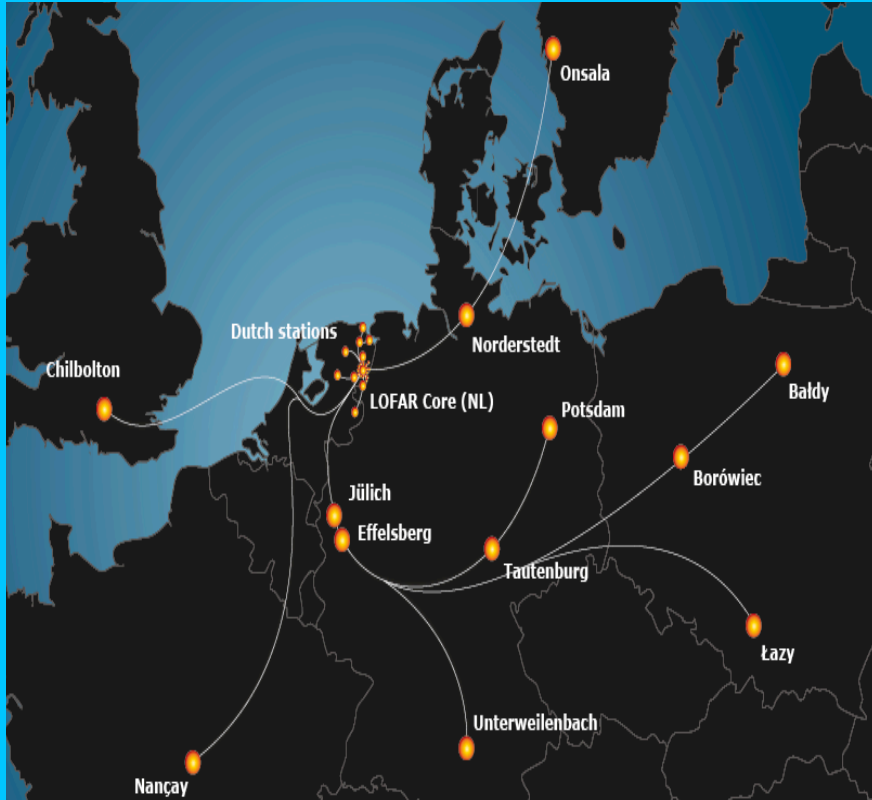 Onsala
Dutch stations
Norderstedt
Chilbolton
Bałdy
LOFAR Core (NL)
Potsdam
Borówiec
Jülich
Effelsberg
Tautenburg
Łazy
Unterweilenbach
Nançay